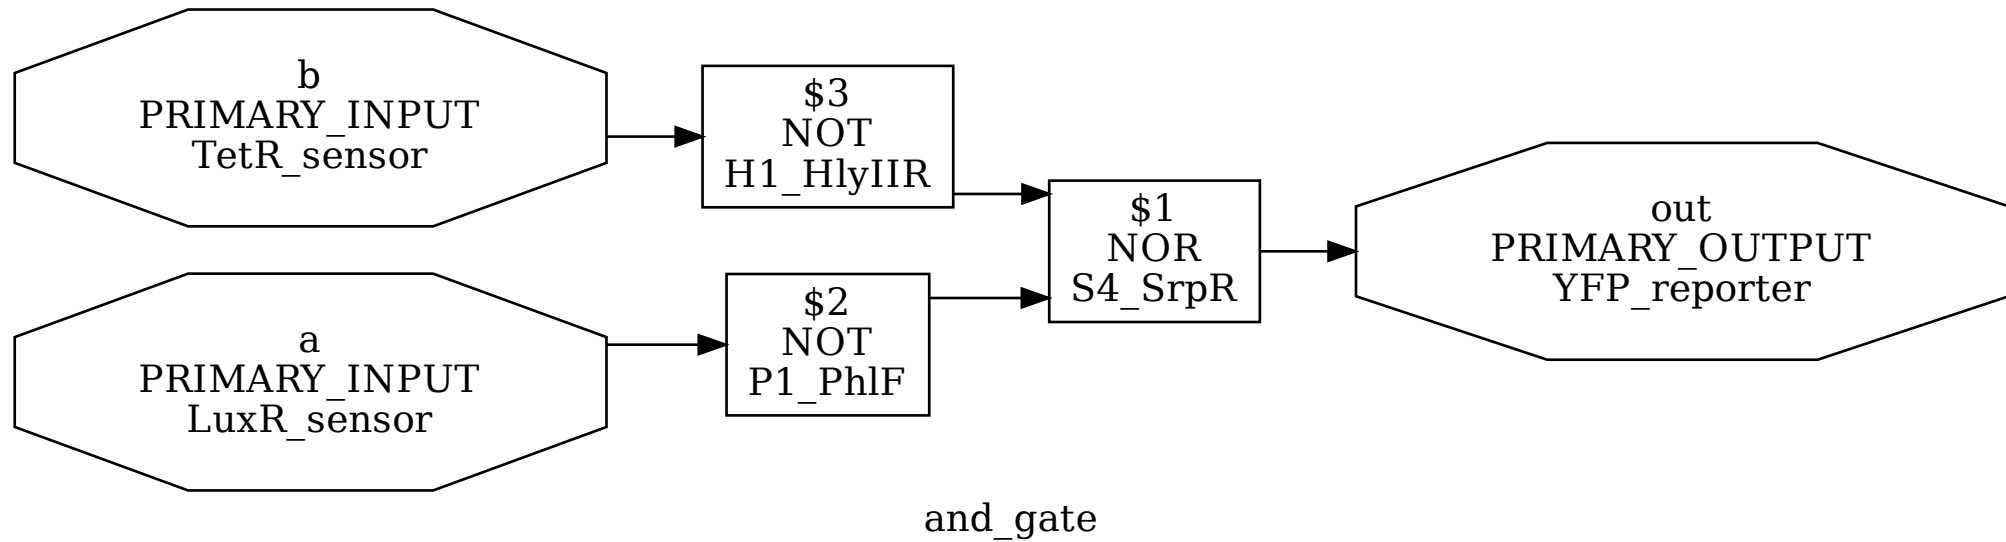 b
PRIMARY_INPUT
TetR_sensor
$3
NOT
H1_HlyIIR
a
PRIMARY_INPUT
LuxR_sensor
$2
NOT
P1_PhlF
$1
NOR
S4_SrpR
out
PRIMARY_OUTPUT
YFP_reporter
and_gate